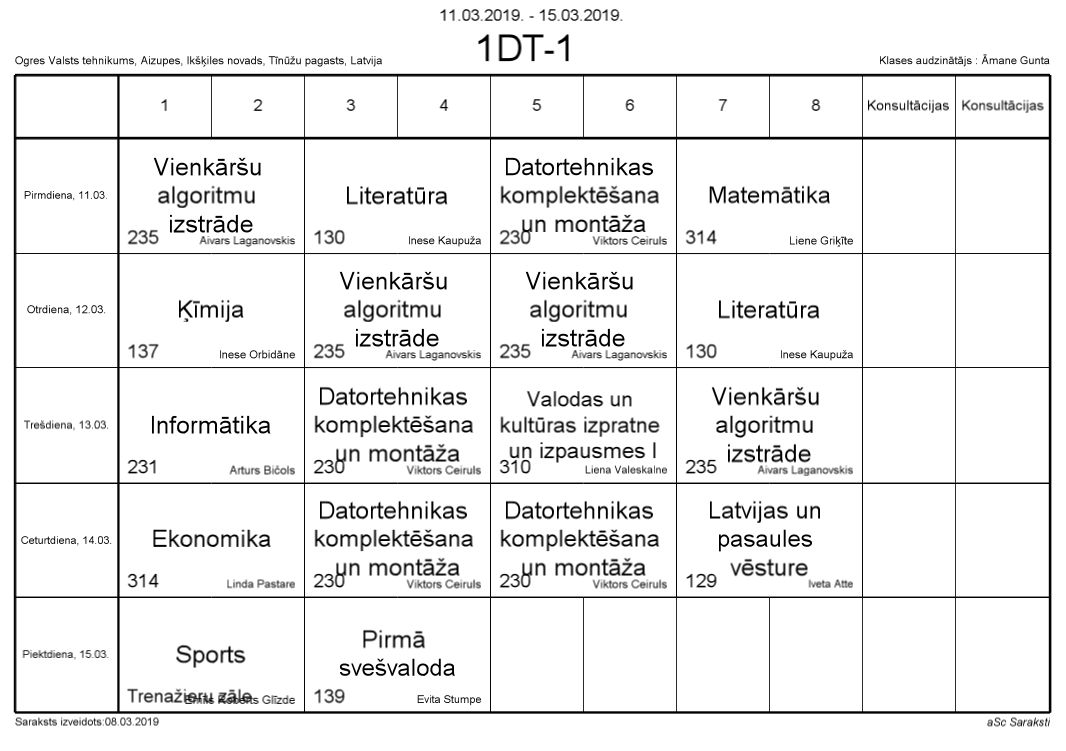 11.03.2019. - 15.03.2019.
1DT-1
Ogres Valsts tehnikums, Aizupes, Ikšķiles novads, Tīnūžu pagasts, Latvija
Klases audzinātājs : Āmane Gunta
1 2 3 4 5 6 7 8 Konsultācijas Konsultācijas
Pirmdiena, 11.03.
Vienkāršu
algoritmu
izstrāde
235 Aivars Laganovskis
Literatūra
130 Inese Kaupuža
Datortehnikas
komplektēšana
un montāža
230 Viktors Ceiruls
Matemātika
314 Liene Griķīte
Otrdiena, 12.03.
Ķīmija
137 Inese Orbidāne
Vienkāršu
algoritmu
izstrāde
235 Aivars Laganovskis
Vienkāršu
algoritmu
izstrāde
235 Aivars Laganovskis
Literatūra
130 Inese Kaupuža
Trešdiena, 13.03.
Informātika
231 Arturs Bičols
Datortehnikas
komplektēšana
un montāža
230 Viktors Ceiruls
Valodas un
kultūras izpratne
un izpausmes I
310 Liena Valeskalne
Vienkāršu
algoritmu
izstrāde
235 Aivars Laganovskis
Ceturtdiena, 14.03.
Ekonomika
314 Linda Pastare
Datortehnikas
komplektēšana
un montāža
230 Viktors Ceiruls
Datortehnikas
komplektēšana
un montāža
230 Viktors Ceiruls
Latvijas un
pasaules
vēsture
129 Iveta Atte
Piektdiena, 15.03.
Sports
Trenažieru zāle Emīls Roberts Glīzde
Pirmā
svešvaloda
139 Evita Stumpe
Saraksts izveidots:08.03.2019
aSc Saraksti